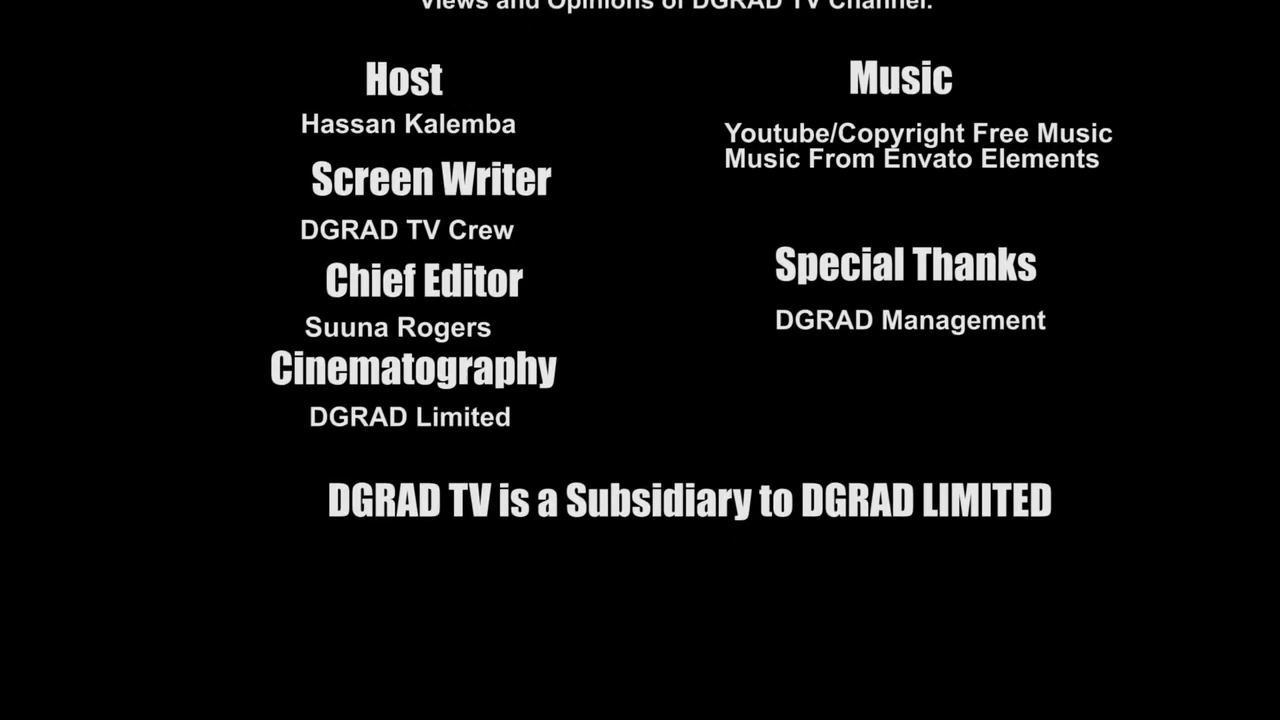 Views and Opinions of DGRAD TV Channel.
Host
Hassan Kalemba
Screen Writer
DGRAD TV Crew
Chief Editor
Suuna Rogers
Cinematography
DGRAD Limited
Music
Youtube/Copyright Free Music
Music From Envato Elements
Special Thanks
DGRAD Management
DGRAD TV is a Subsidiary to DGRAD LIMITED